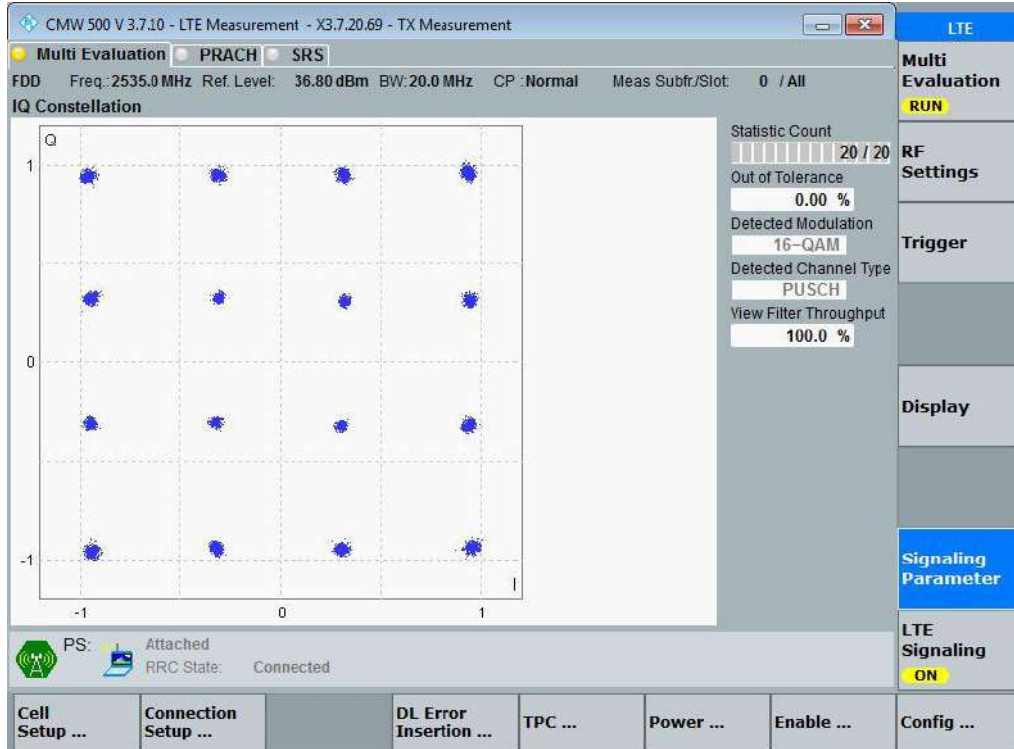 CMW 500 V 3.7.10 - LTE Measurement - X3.7.20.69 - TX Measurement
LTE
Multi Evaluation PRACH SRS
FDD Freq.: 2535.0 MHz Ref. Level: 36.80 dBm BW: 20.0 MHz CP : Normal Meas Subfr./Slot: 0 / All
IQ Constellation
Q
1
0
-1
-1 0 1
I
Statistic Count
20 / 20
Out of Tolerance
0.00 %
Detected Modulation
16-QAM
Detected Channel Type
PUSCH
View Filter Throughput
100.0 %
Multi
Evaluation
RUN
RF
Settings
Trigger
Display
Signaling
Parameter
LTE
Signaling
ON
PS: Attached
RRC State: Connected
Cell
Setup ...
Connection
Setup ...
DL Error
Insertion ...
TPC ...
Power ...
Enable ...
Config ...